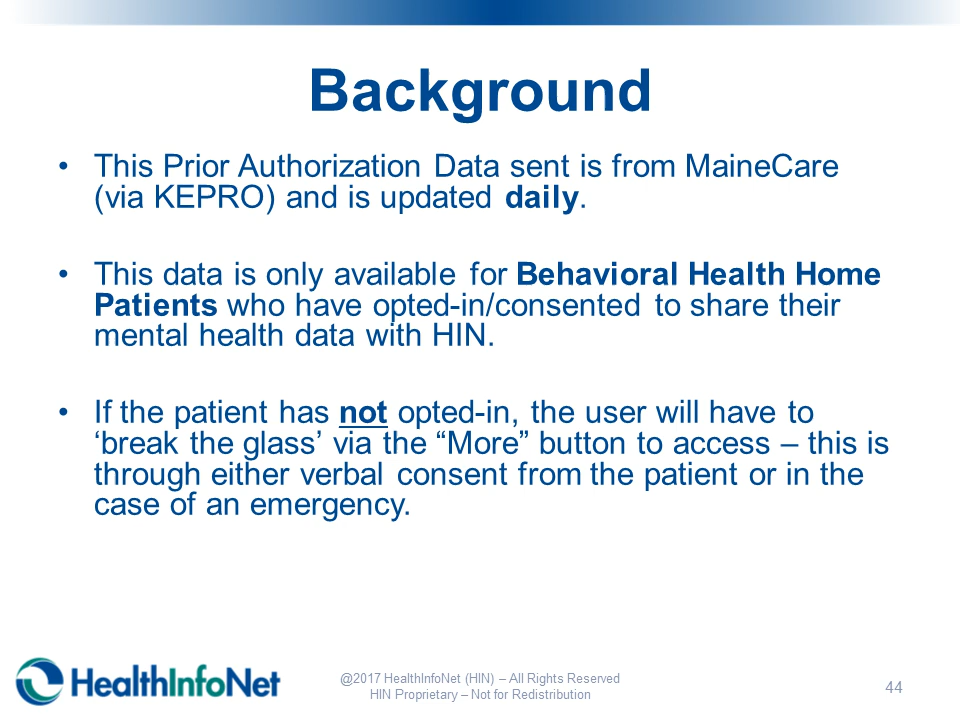 Background
• This Prior Authorization Data sent is from MaineCare
(via KEPRO) and is updated daily.
• This data is only available for Behavioral Health Home
Patients who have opted-in/consented to share their
mental health data with HIN.
• If the patient has not opted-in, the user will have to
‘break the glass’ via the “More” button to access – this is
through either verbal consent from the patient or in the
case of an emergency.
HealthInfoNet
@2017 HealthInfoNet (HIN) – All Rights Reserved
HIN Proprietary – Not for Redistribution
44